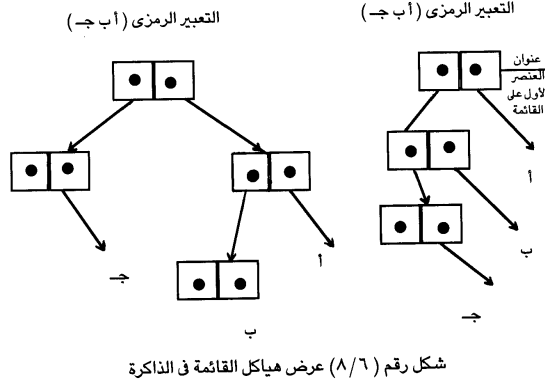 التعبير الرمزى ( أ ب جـ )
التعبير الرمزى ( أ ب جـ )
عنوان
العنصر
لأول على
القائمة
أ
ب
جـ
أ
جـ
ب
شكل رقم ( ٨/٦ ) عرض هياكل القائمة فى الذاكرة